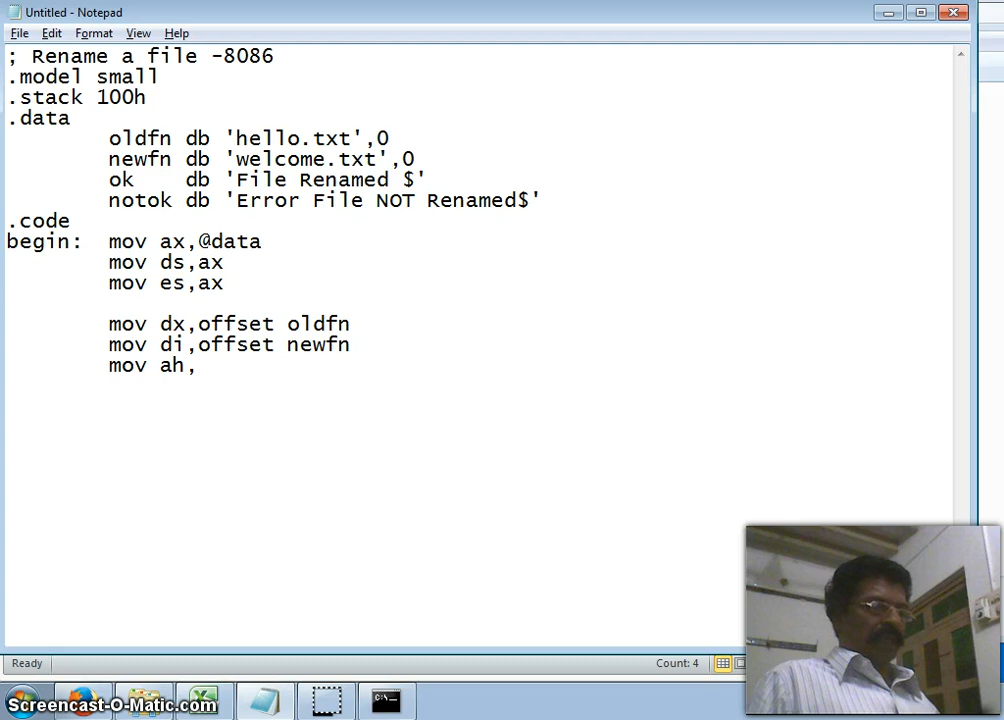 Untitled - Notepad
File Edit Format View Help
; Rename a file -8086
.model small
.stack 100h
.data
oldfn db 'hello.txt',0
newfn db 'welcome.txt',0
ok db 'File Renamed $'
notok db 'Error File NOT Renamed$'
.code
begin: mov ax,@data
mov ds,ax
mov es,ax
mov dx,offset oldfn
mov di,offset newfn
mov ah,
Ready Count: 4
Screencast-O-Matic.com